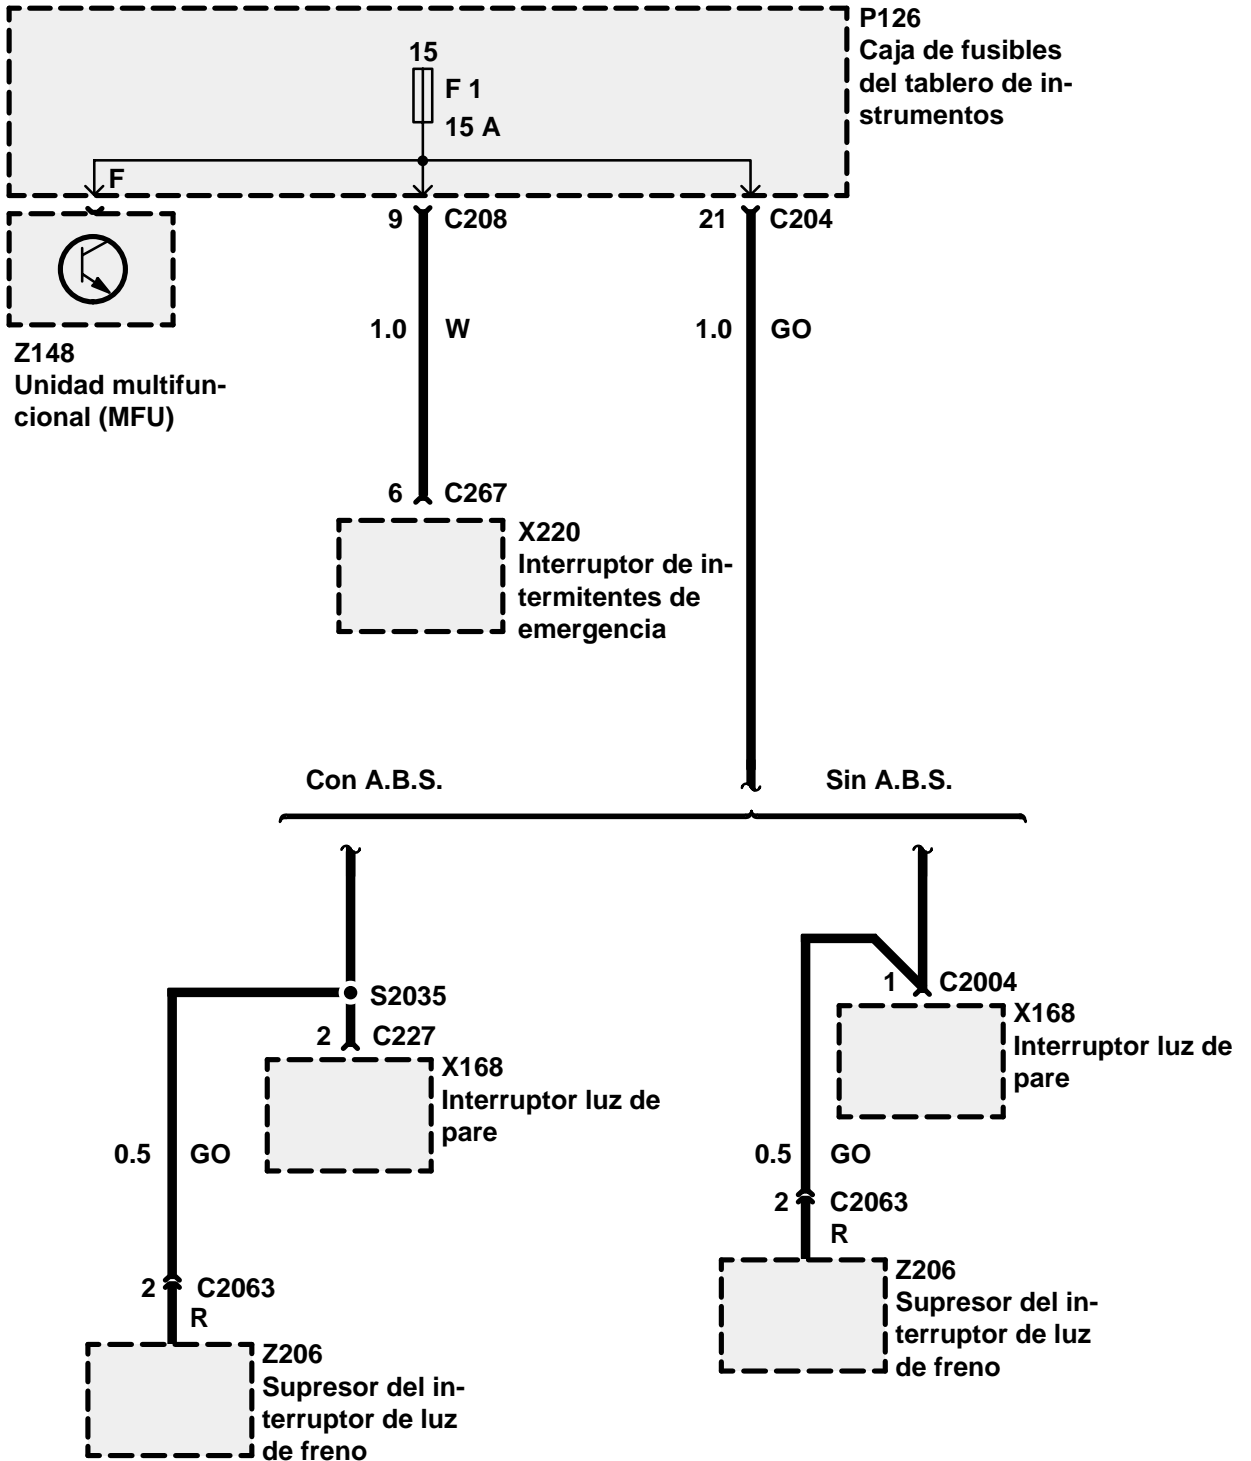 P126
Caja de fusibles
del tablero de in-
strumentos
15
F 1
15 A
F
9 C208
21 C204
1.0 W
1.0 GO
Z148
Unidad multifun-
cional (MFU)
6 C267
X220
Interruptor de in-
termitentes de
emergencia
Con A.B.S.
Sin A.B.S.
S2035
2 C227
X168
Interruptor luz de
pare
0.5 GO
2 C2063
R
Z206
Supresor del in-
terruptor de luz
de freno
1 C2004
X168
Interruptor luz de
pare
0.5 GO
2 C2063
R
Z206
Supresor del in-
terruptor de luz
de freno